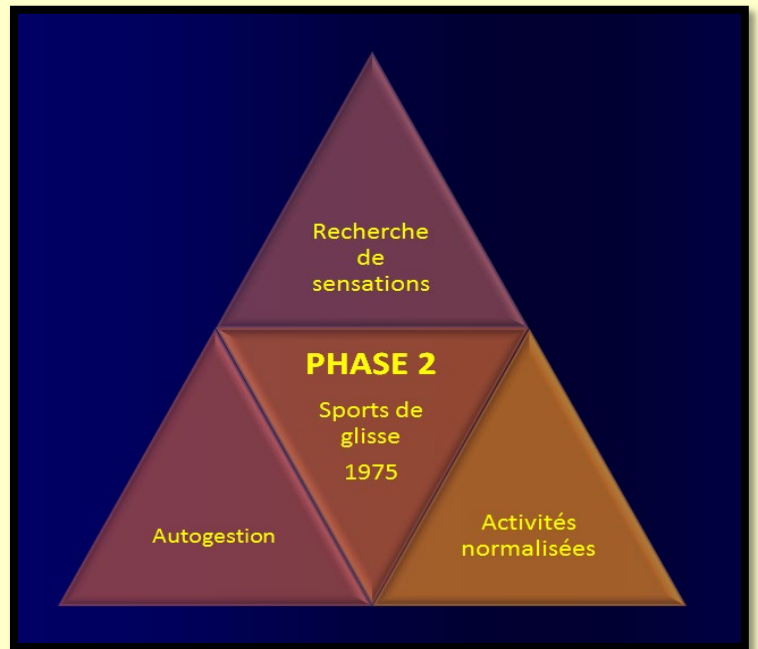 Recherche
de
sensations
PHASE 2
Sports de
glisse
1975
Autogestion
Activités
normalisées